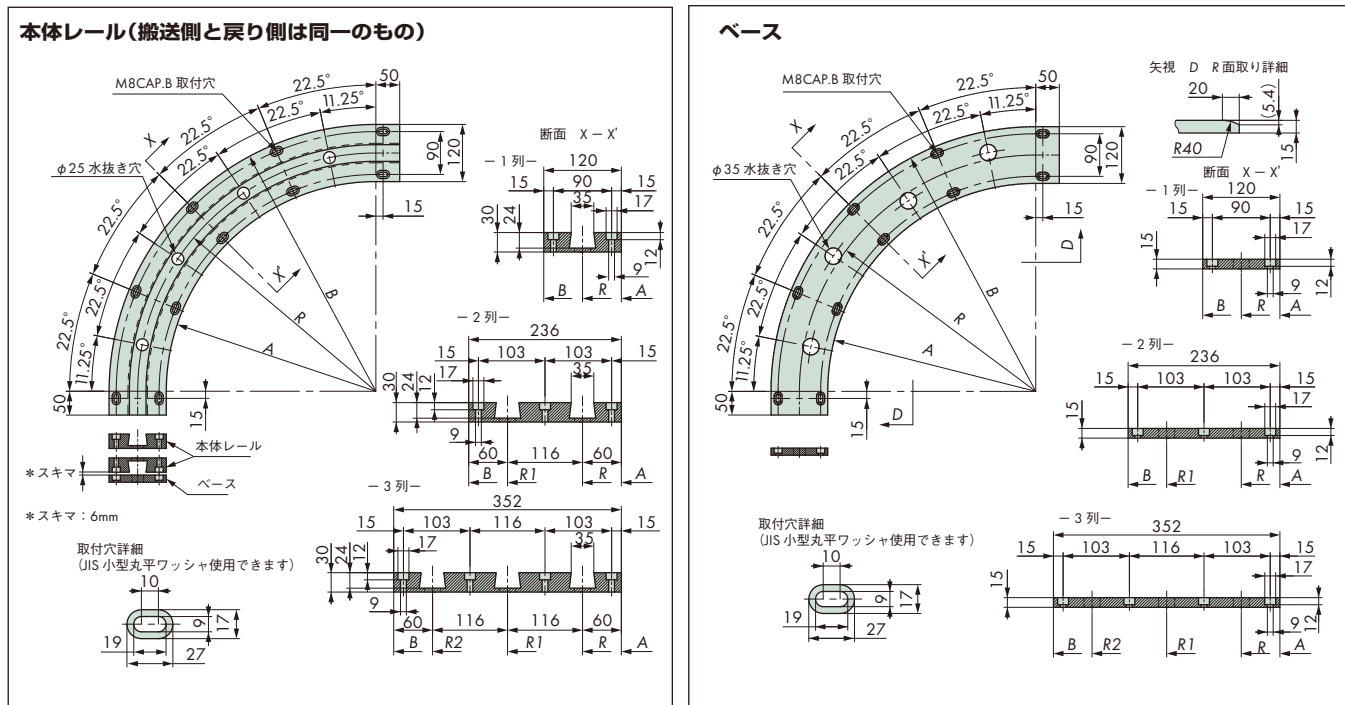 本体レール(搬送側と戻り側は同一のもの)
22.5°
50
M8CAP.B 取付穴
22.5°
11.25°
22.5°
X
22.5°
φ25 水抜き穴
90
120
15
22.5°
22.5°
X'
B
R
A
22.5°
22.5°
11.25°
50
15
本体レール
*スキマ
ベース
*スキマ:6mm
取付穴詳細
(JIS 小型丸平ワッシャ使用できます)
10
9
17
19
27
断面 X－X'
－1列－
120
15
90
15
35
17
30
24
12
9
B
R
A
－2列－
236
15
103
103
15
17
35
30
24
12
9
60
116
60
B
R1
R
A
－3列－
352
15
103
116
103
15
17
35
30
24
12
9
60
116
116
60
B
R2
R1
R
A
ベース
22.5°
50
M8CAP.B 取付穴
22.5°
11.25°
22.5°
X
22.5°
φ35 水抜き穴
90
120
15
22.5°
22.5°
X'
D
B
R
A
22.5°
22.5°
11.25°
50
15
D
取付穴詳細
(JIS 小型丸平ワッシャ使用できます)
10
9
17
19
27
矢視 D R面取り詳細
20
(5.4)
R40
15
断面 X－X'
－1列－
120
15
90
15
17
15
9
12
B
R
A
－2列－
236
15
103
103
15
17
15
9
12
B
R1
R
A
－3列－
352
15
103
116
103
15
17
15
9
12
B
R2
R1
R
A